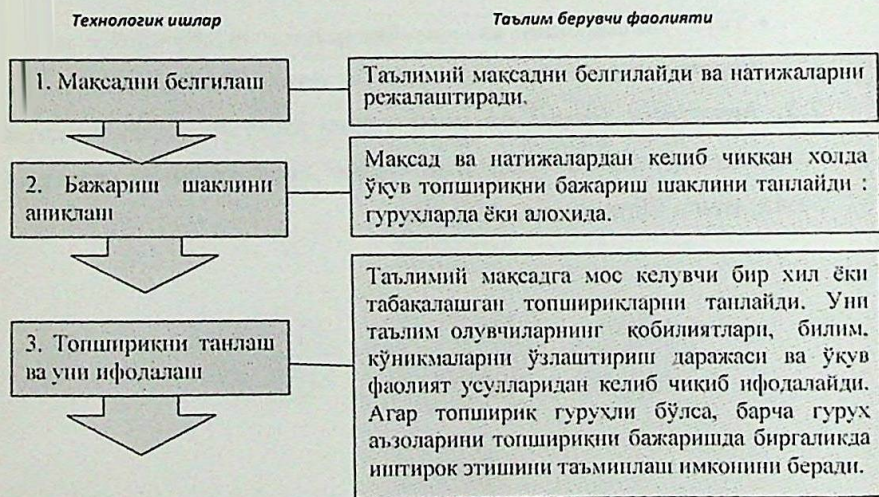 Технологик ишлар
Таълим берувчи фаолияти
1. Мақсадни белгилаш
Таълимий мақсадни белгилайди ва натижаларни
режалаштиради.
2. Бажариш шаклини
аниқлаш
Мақсад ва натижалардан келиб чиққан холда
ўқув топшириқни бажариш шаклини танлайди :
гурухларда ёки алохида.
3. Топшириқни танлаш
ва уни ифодалаш
Таълимий мақсадга мос келувчи бир хил ёки
табақалашган топшириқларни танлайди. Уни
таълим олувчиларнинг қобилиятлари, билим,
кўникмаларни ўзлаштириш даражаси ва ўқув
фаолият усулларидан келиб чиқиб ифодалайди.
Агар топшириқ гуруҳли бўлса, барча гурух
аъзоларини топшириқни бажаришда биргаликда
иштирок этишини таъминлаш имконини беради.